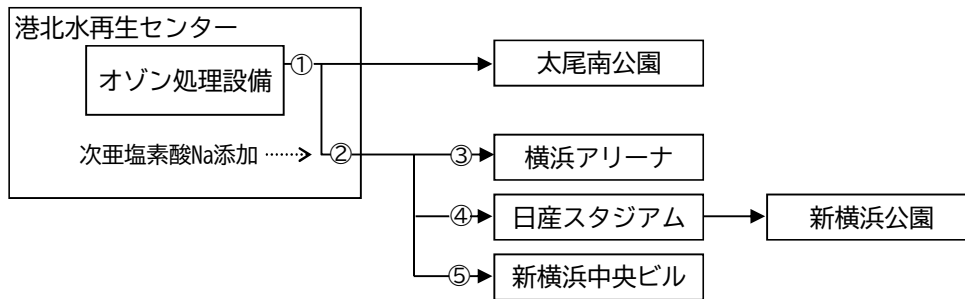 港北水再生センター
オゾン処理設備
①
太尾南公園
次亜塩素酸Na添加
②
③
横浜アリーナ
④
日産スタジアム
新横浜公園
⑤
新横浜中央ビル